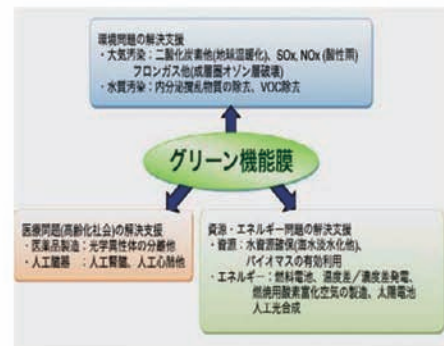 環境問題の解決支援
・大気汚染：二酸化炭素他(地球温暖化)、SOx, NOx (酸性雨)
フロンガス他(成層圏オゾン層破壊)
・水質汚染：内分泌撹乱物質の除去、VOC除去
グリーン機能膜
医療問題(高齢化社会)の解決支援
・医薬品製造：光学異性体の分離他
・人工臓器 ：人工腎臓、人工心肺他
資源・エネルギー問題の解決支援
・資源：水資源確保(海水淡水化他)、
バイオマスの有効利用
・エネルギー：燃料電池、温度差／濃度差発電、
燃焼用酸素富化空気の製造、太陽電池
人工光合成